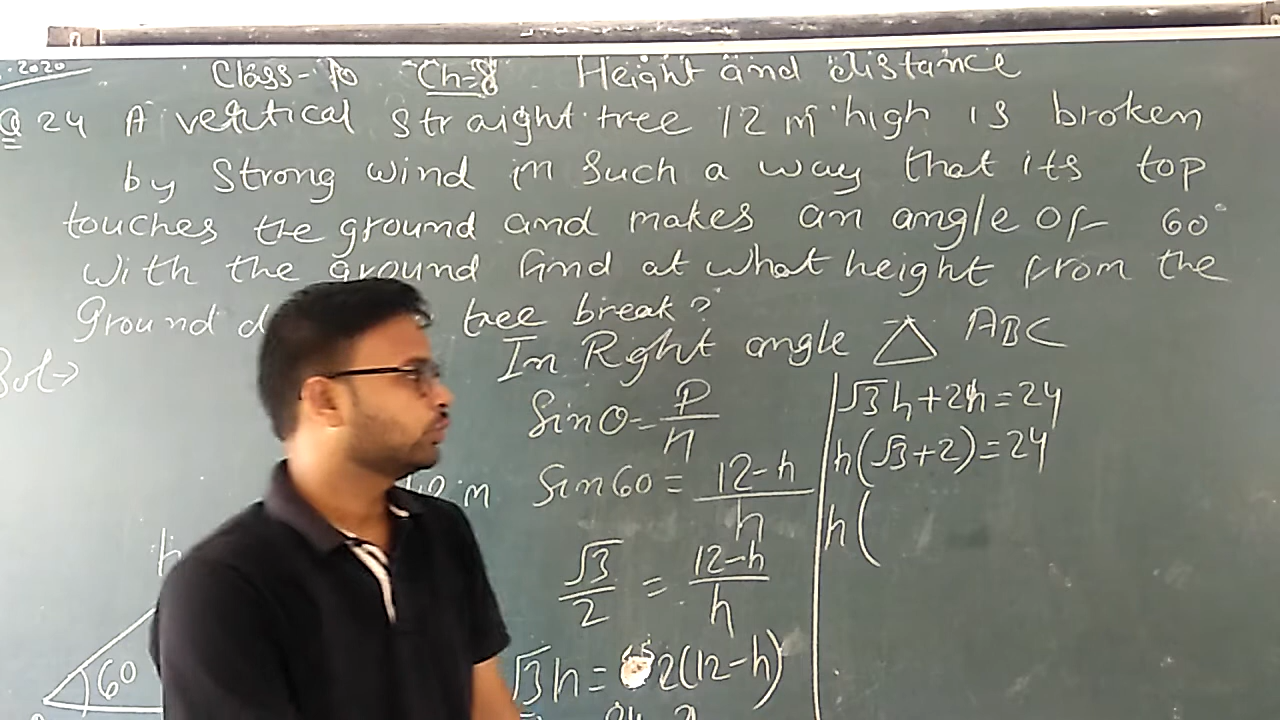 .2020
Class-10 Ch-8 Height and distance
Q 24 A vertical straight tree 12 m high is broken
by strong wind in such a way that its top
touches the ground and makes an angle of 60°
with the ground find at what height from the
Ground d tree break?
Sol→
In Right angle △ ABC
Sinθ=P/h
Sin60=12-h/h
√3/2=12-h/h
√3h=2(12-h)
√3h+2h=24
h(√3+2)=24
h(
m
h
60